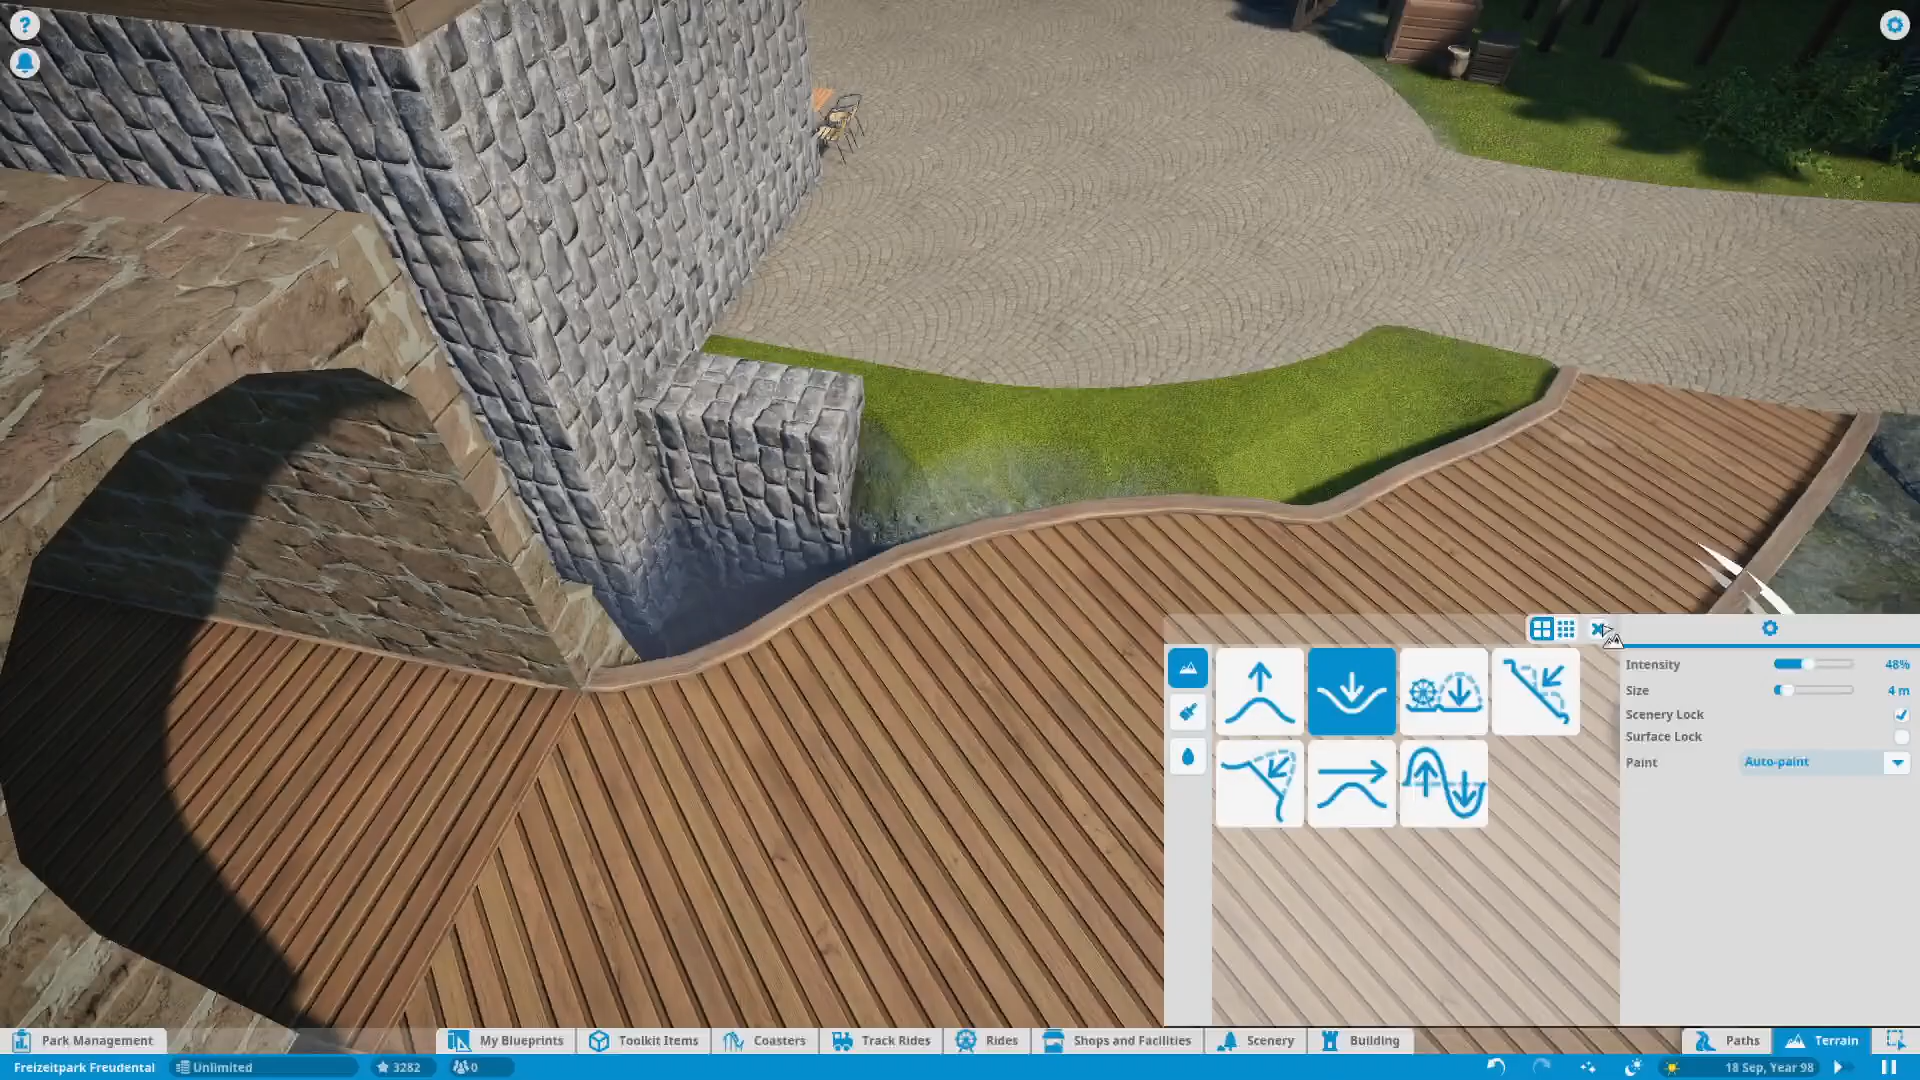 ?
Intensity 48%
Size 4 m
Scenery Lock
Surface Lock
Paint Auto-paint
Park Management
My Blueprints
Toolkit Items
Coasters
Track Rides
Rides
Shops and Facilities
Scenery
Building
Paths
Terrain
Freizeitpark Freudental
Unlimited
3282
0
18 Sep, Year 98